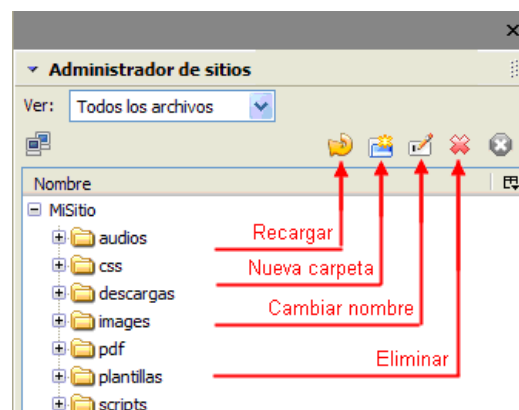 Administrador de sitios
Ver: Todos los archivos
Nombre
MiSitio
audios
Recargar
css
Nueva carpeta
descargas
images
Cambiar nombre
pdf
Eliminar
plantillas
scripts